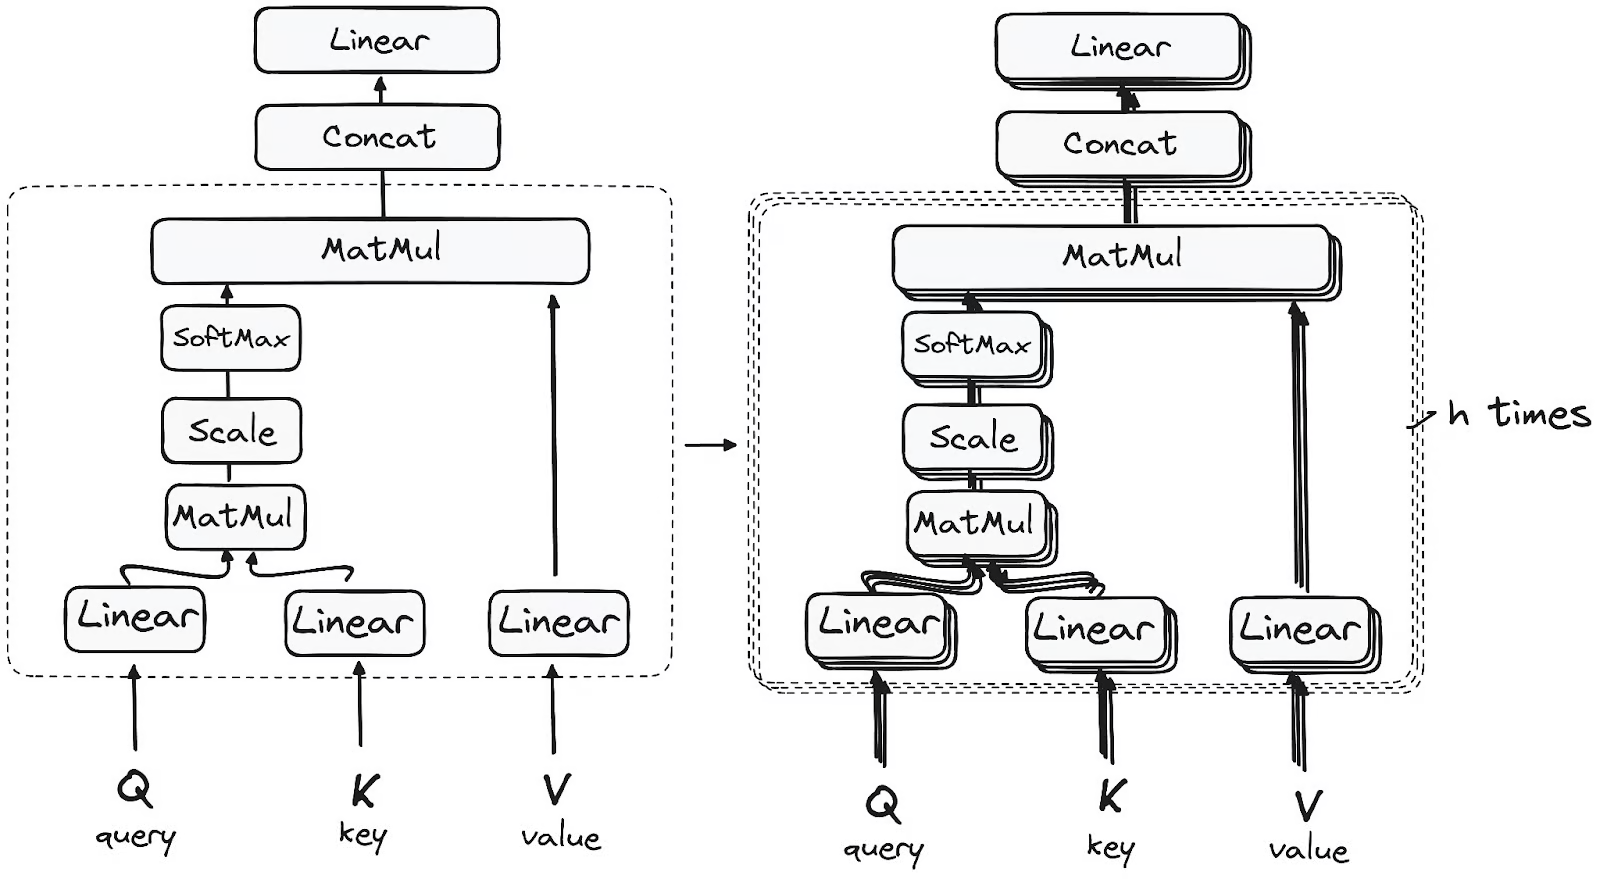 Linear
Concat
MatMul
SoftMax
Scale
MatMul
Linear
Linear
Linear
Q
query
K
key
V
value
Linear
Concat
MatMul
SoftMax
Scale
MatMul
Linear
Linear
Linear
h times
Q
query
K
key
V
value